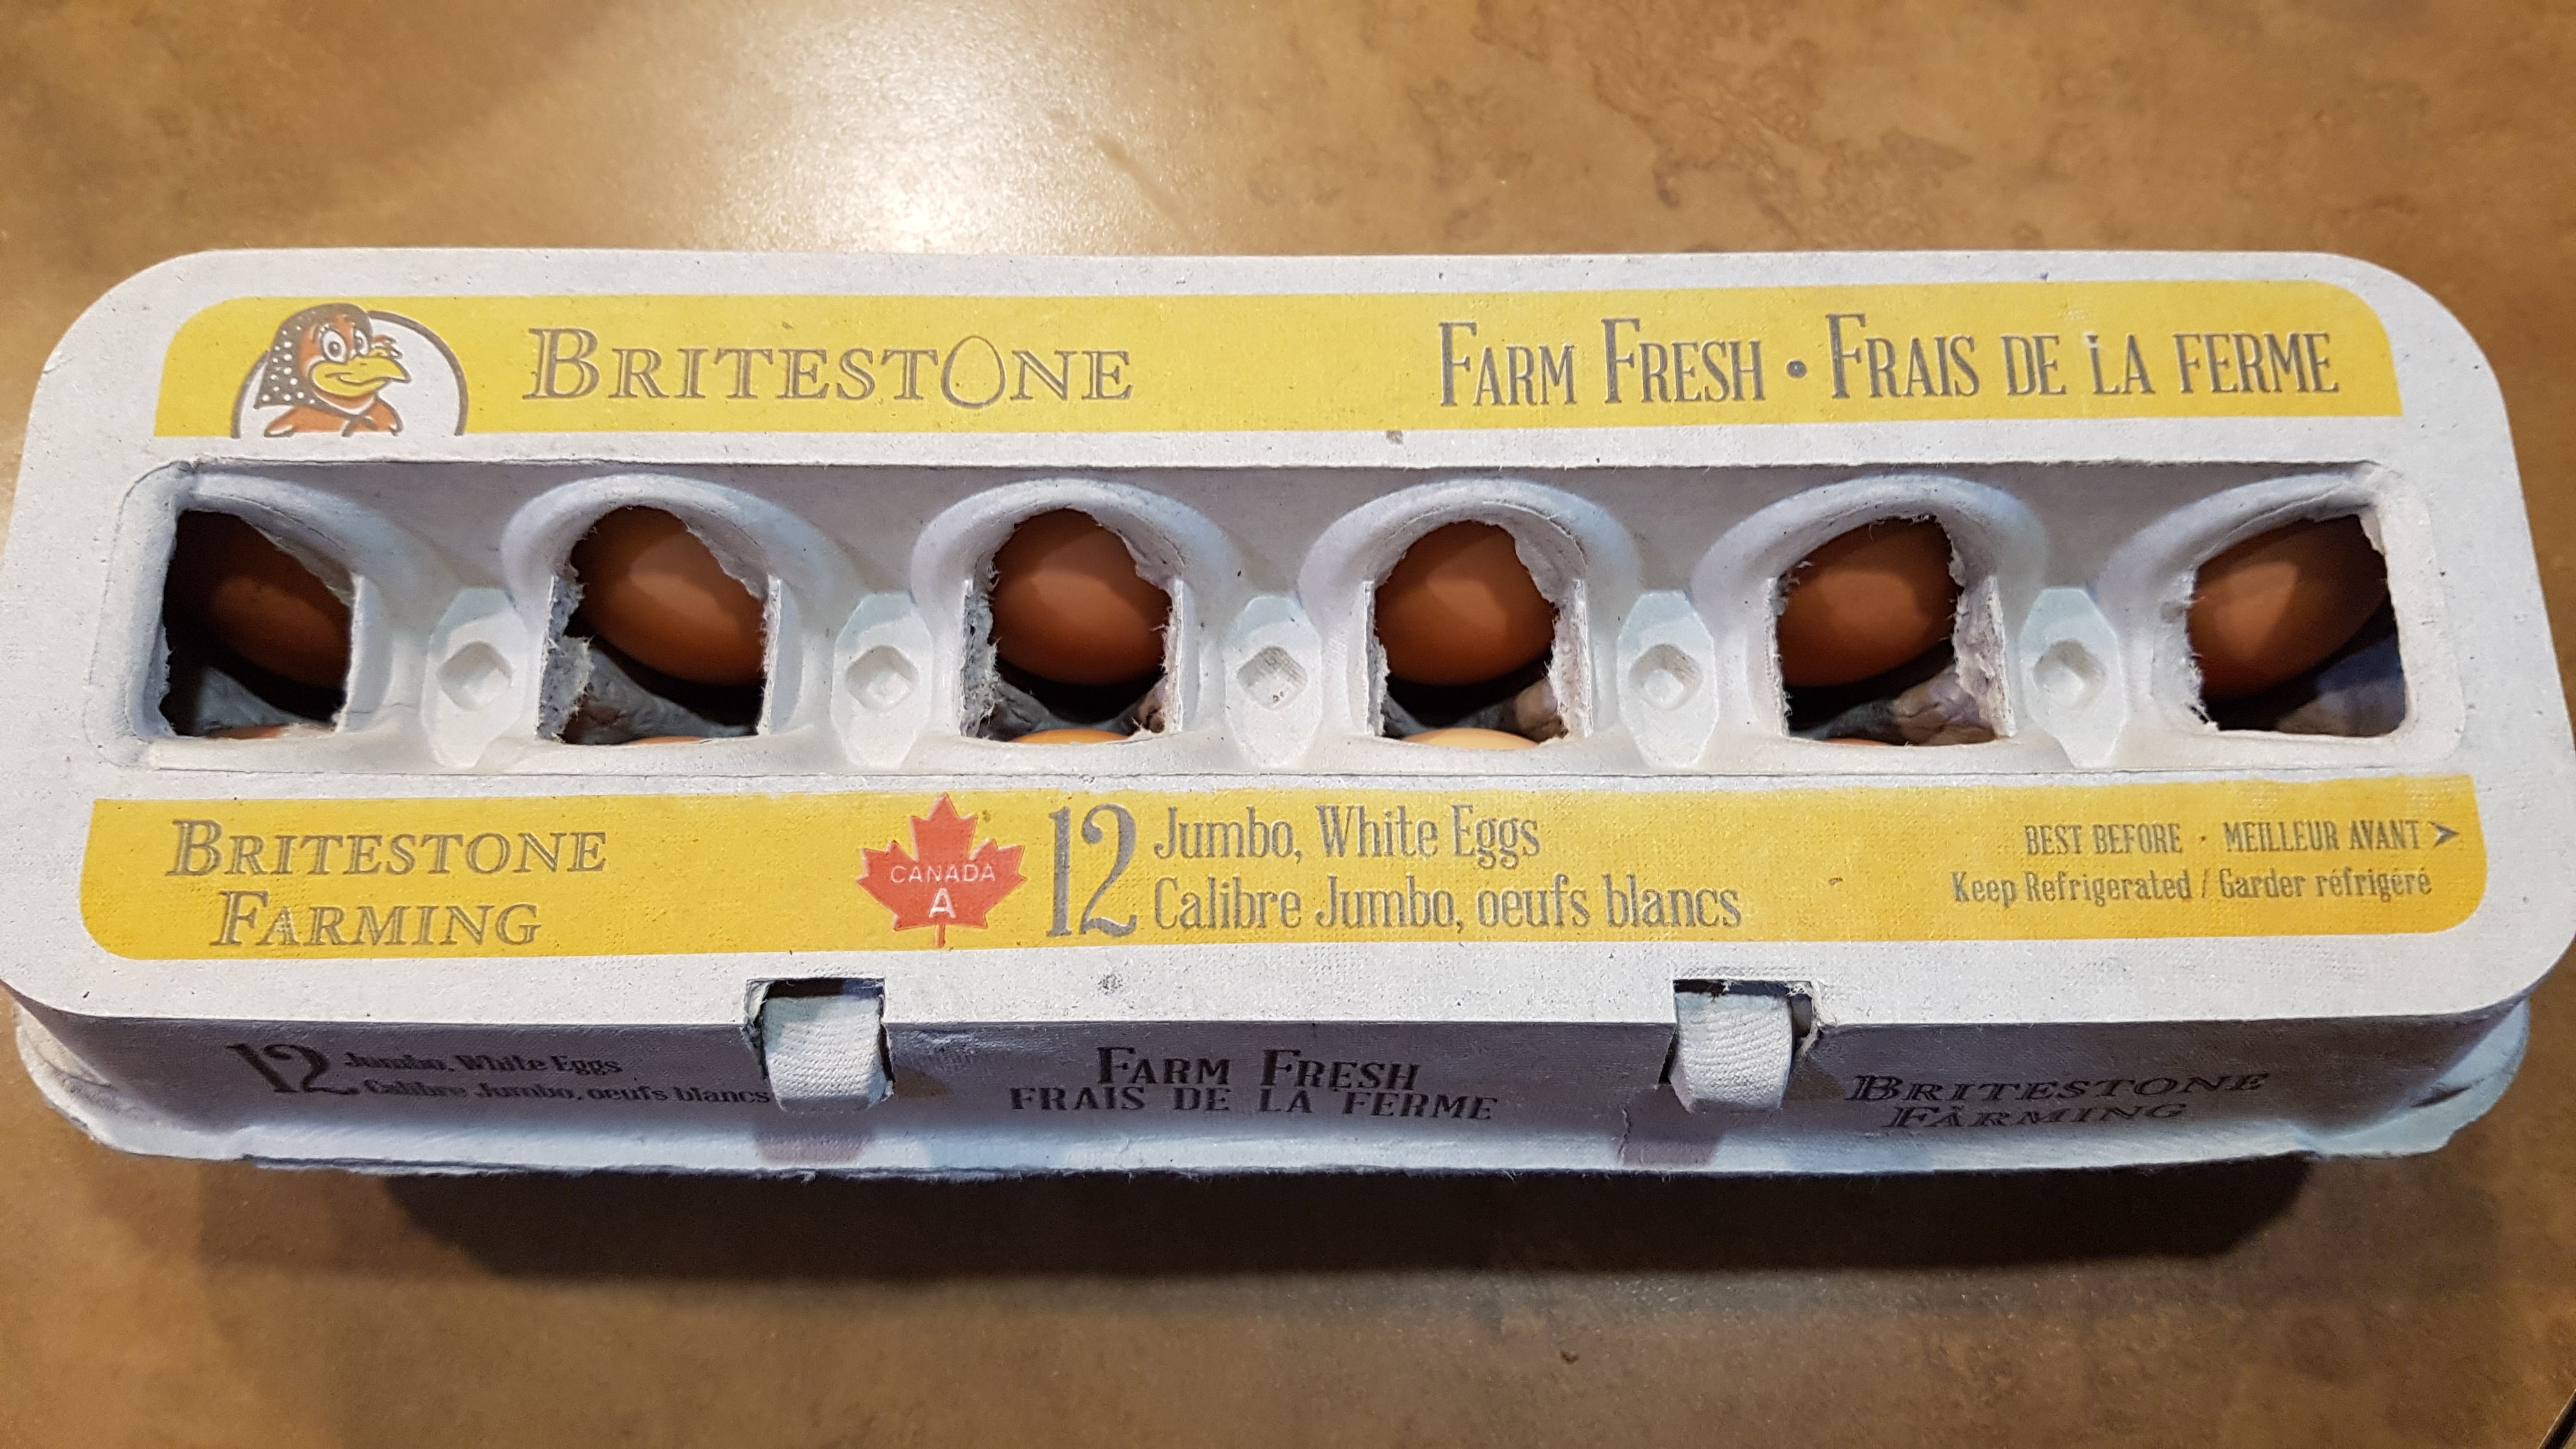 BRITESTONE
FARM FRESH • FRAIS DE LA FERME
BRITESTONE
FARMING
CANADA
A
12 Jumbo, White Eggs
Calibre Jumbo, oeufs blancs
BEST BEFORE · MEILLEUR AVANT >
Keep Refrigerated / Garder réfrigéré
12 Jumbo, White Eggs
Calibre Jumbo, oeufs blancs
FARM FRESH
FRAIS DE LA FERME
BRITESTONE
FARMING